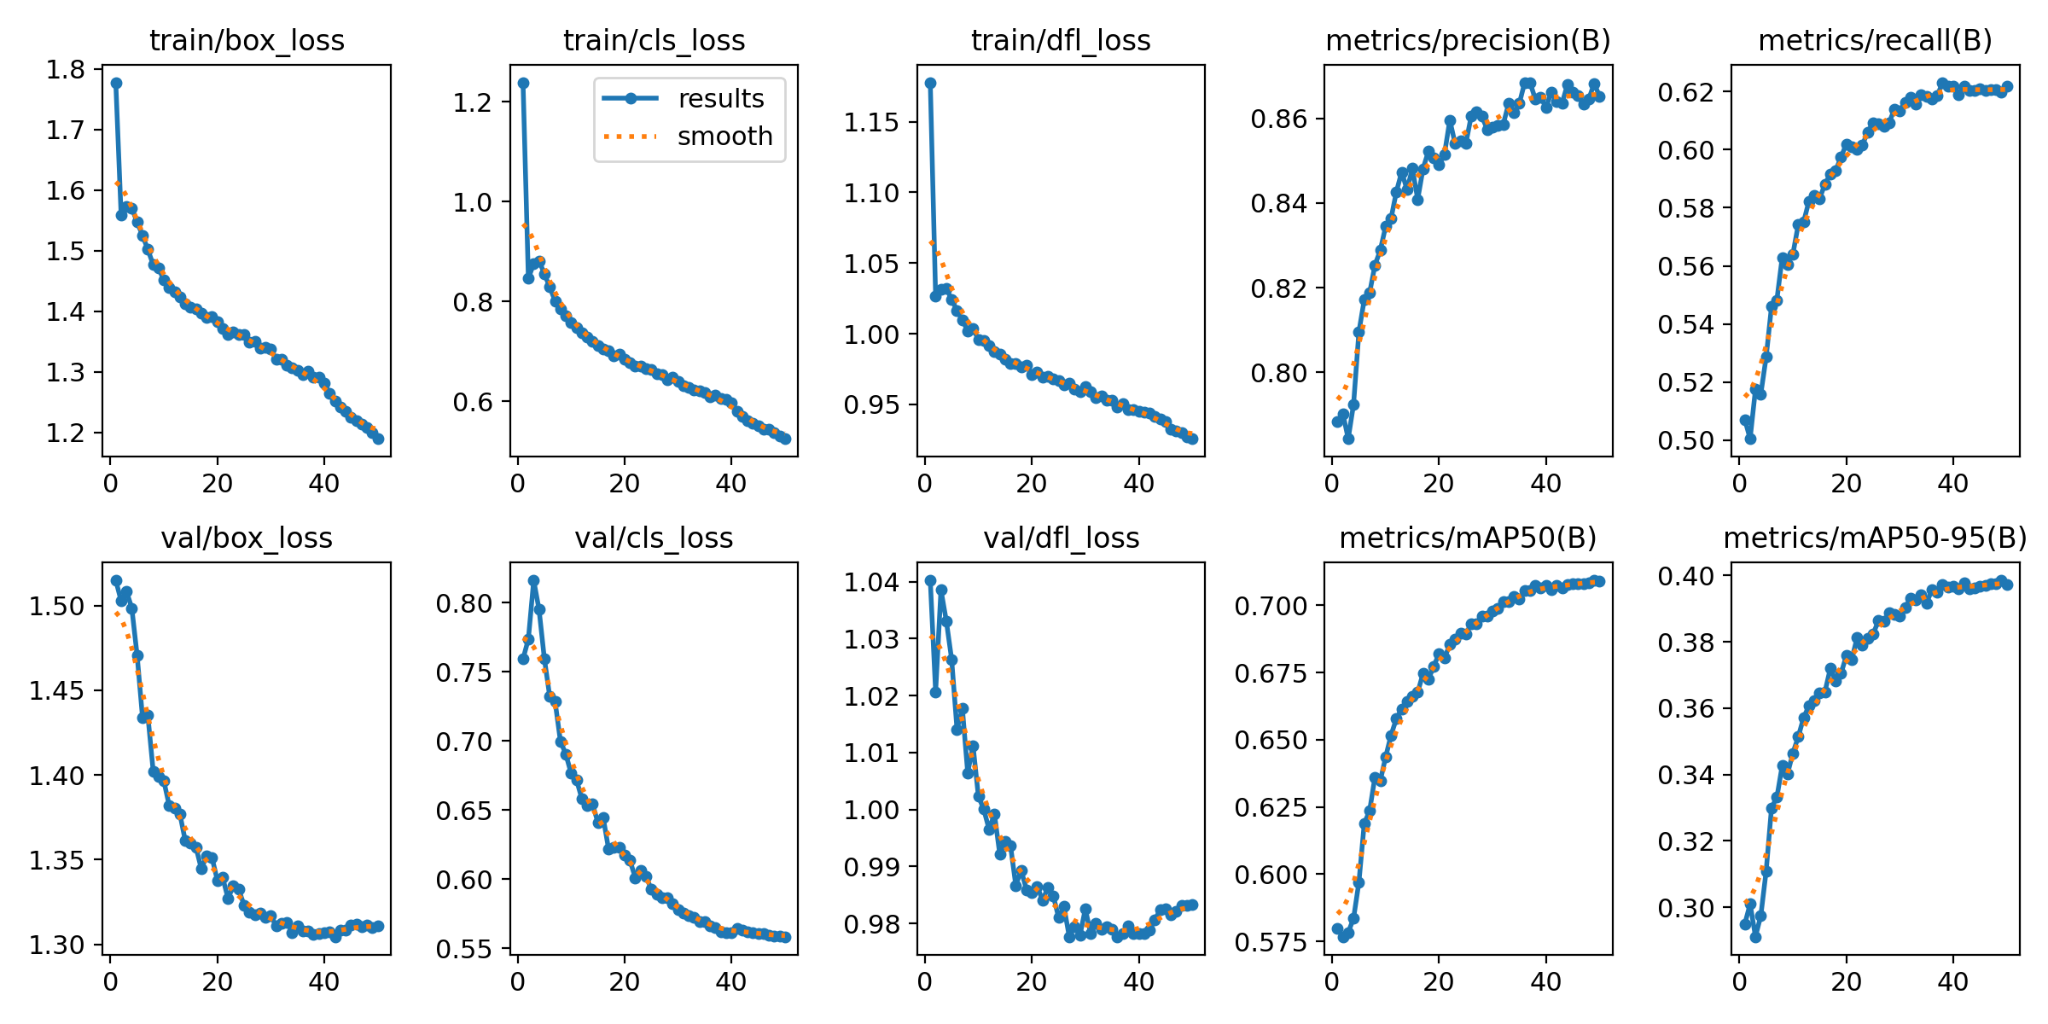 train/box_loss
1.8
1.7
1.6
1.5
1.4
1.3
1.2
0 20 40
train/cls_loss
results
smooth
1.2
1.0
0.8
0.6
0 20 40
train/dfl_loss
1.15
1.10
1.05
1.00
0.95
0 20 40
metrics/precision(B)
0.86
0.84
0.82
0.80
0 20 40
metrics/recall(B)
0.62
0.60
0.58
0.56
0.54
0.52
0.50
0 20 40
val/box_loss
1.50
1.45
1.40
1.35
1.30
0 20 40
val/cls_loss
0.80
0.75
0.70
0.65
0.60
0.55
0 20 40
val/dfl_loss
1.04
1.03
1.02
1.01
1.00
0.99
0.98
0 20 40
metrics/mAP50(B)
0.700
0.675
0.650
0.625
0.600
0.575
0 20 40
metrics/mAP50-95(B)
0.40
0.38
0.36
0.34
0.32
0.30
0 20 40